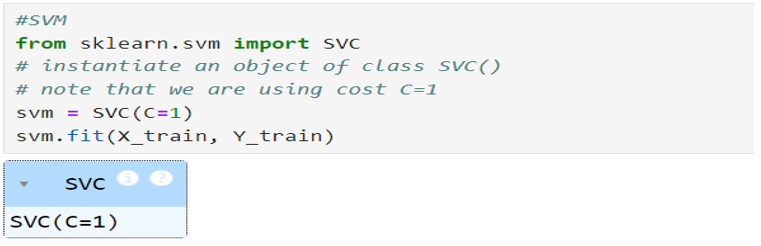 #SVM
from sklearn.svm import SVC
# instantiate an object of class SVC()
# note that we are using cost C=1
svm = SVC(C=1)
svm.fit(X_train, Y_train)
SVC i ?
SVC(C=1)